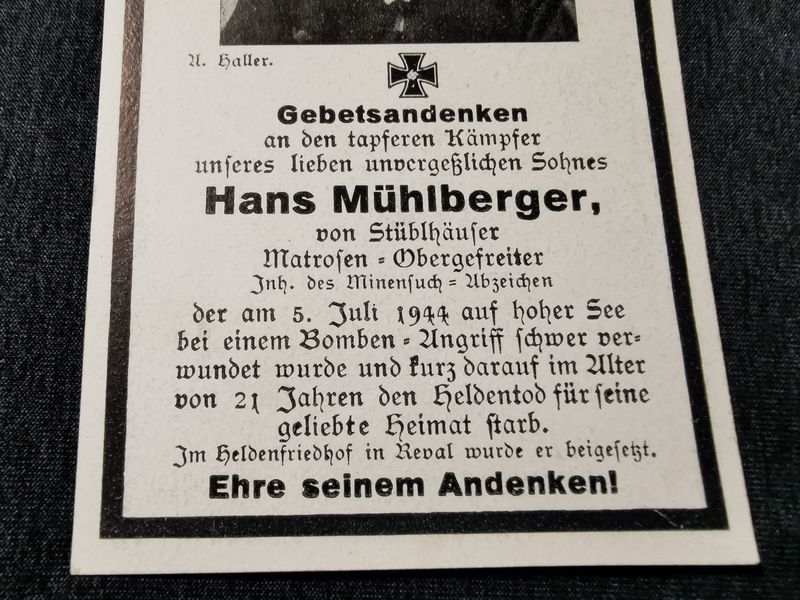 A. Haller.
Gebetsandenken
an den tapferen Kämpfer
unseres lieben unvergeßlichen Sohnes
Hans Mühlberger,
von Stüblhäuser
Matrosen = Obergefreiter
Inh. des Minensuch = Abzeichen
der am 5. Juli 1944 auf hoher See
bei einem Bomben = Angriff schwer ver=
wundet wurde und kurz darauf im Alter
von 21 Jahren den Heldentod für seine
geliebte Heimat starb.
Im Heldenfriedhof in Reval wurde er beigesetzt.
Ehre seinem Andenken!